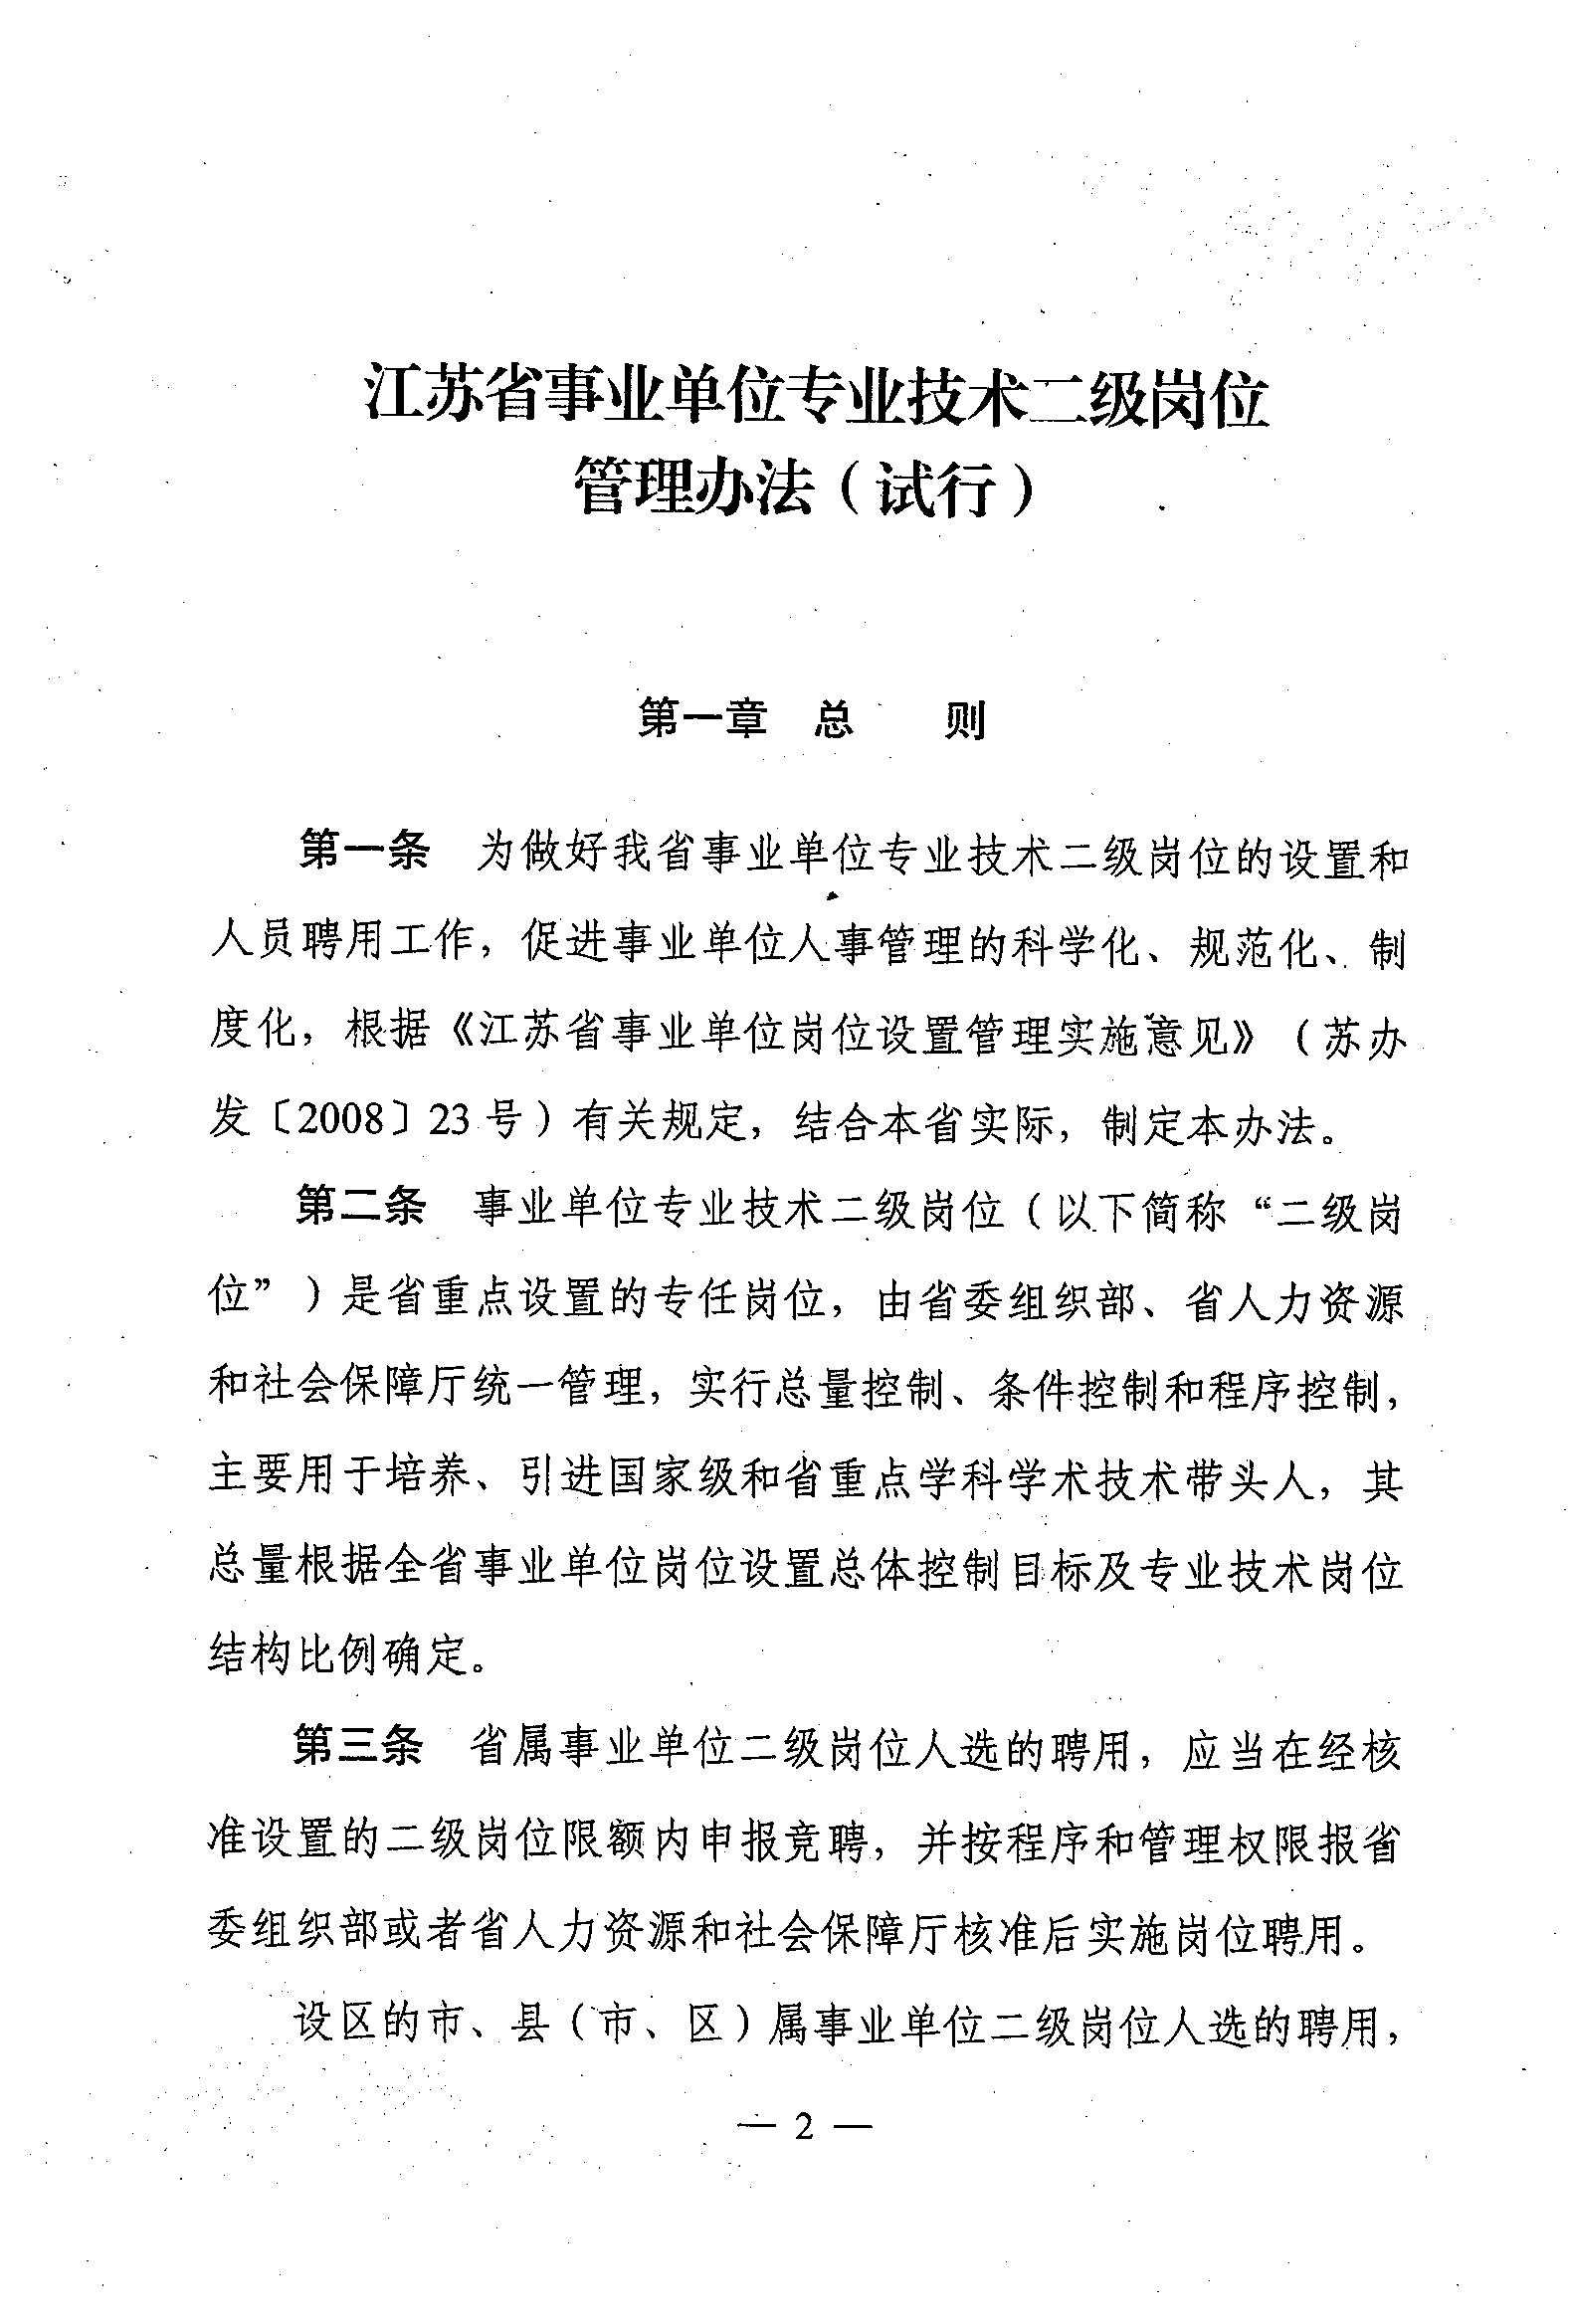 江苏省事业单位专业技术二级岗位
管理办法（试行）
第一章 总 则
第一条 为做好我省事业单位专业技术二级岗位的设置和
人员聘用工作，促进事业单位人事管理的科学化、规范化、制
度化，根据《江苏省事业单位岗位设置管理实施意见》（苏办
发〔2008〕23号）有关规定，结合本省实际，制定本办法。
第二条 事业单位专业技术二级岗位（以下简称“二级岗
位”）是省重点设置的专任岗位，由省委组织部、省人力资源
和社会保障厅统一管理，实行总量控制、条件控制和程序控制，
主要用于培养、引进国家级和省重点学科学术技术带头人，其
总量根据全省事业单位岗位设置总体控制目标及专业技术岗位
结构比例确定。
第三条 省属事业单位二级岗位人选的聘用，应当在经核
准设置的二级岗位限额内申报竞聘，并按程序和管理权限报省
委组织部或者省人力资源和社会保障厅核准后实施岗位聘用。
设区的市、县（市、区）属事业单位二级岗位人选的聘用，
— 2 —